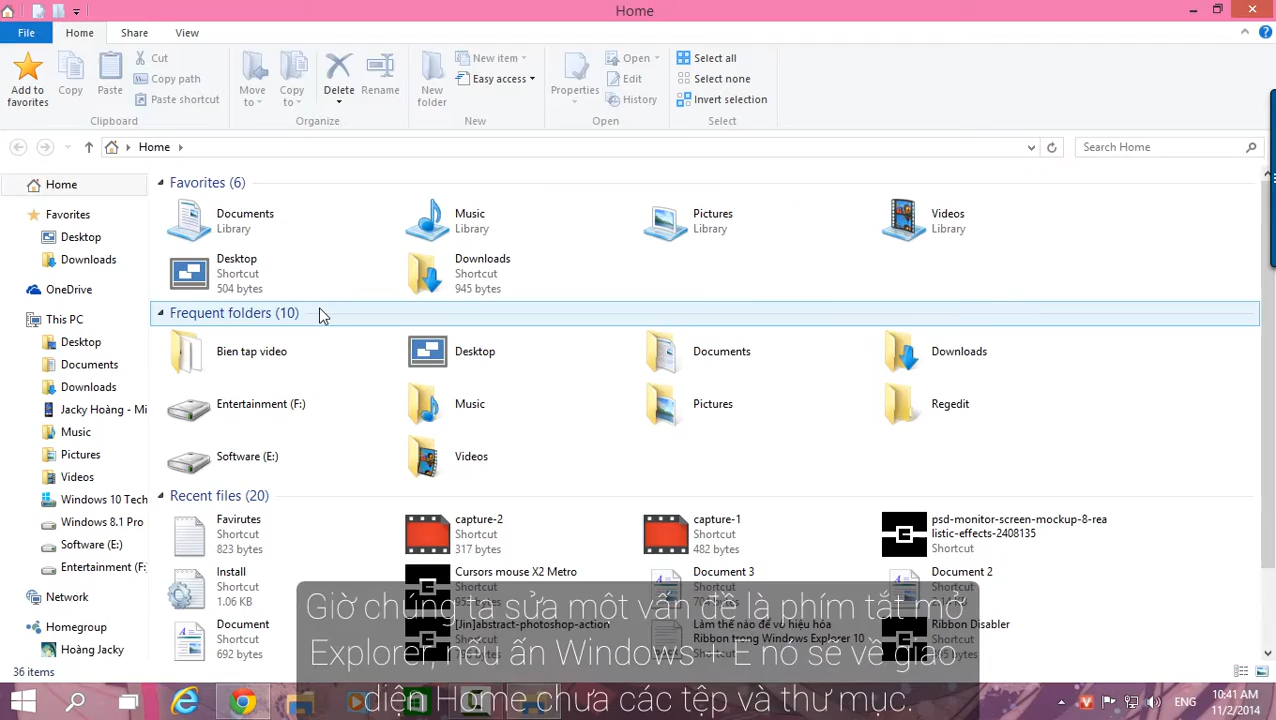 Home
File
Home
Share
View
Add to favorites
Copy
Paste
Cut
Copy path
Paste shortcut
Clipboard
Move to
Copy to
Delete
Rename
Organize
New folder
New item
Easy access
New
Properties
Open
Edit
History
Open
Select all
Select none
Invert selection
Select
Home
Search Home
Home
Favorites
Desktop
Downloads
OneDrive
This PC
Desktop
Documents
Downloads
Jacky Hoàng - Mi
Music
Pictures
Videos
Windows 10 Tech
Windows 8.1 Pro
Software (E:)
Entertainment (F:
Network
Homegroup
Hoàng Jacky
Favorites (6)
Documents
Library
Music
Library
Pictures
Library
Videos
Library
Desktop
Shortcut
504 bytes
Downloads
Shortcut
945 bytes
Frequent folders (10)
Bien tap video
Desktop
Documents
Downloads
Entertainment (F:)
Music
Pictures
Regedit
Software (E:)
Videos
Recent files (20)
Favirutes
Shortcut
823 bytes
capture-2
Shortcut
317 bytes
capture-1
Shortcut
482 bytes
psd-monitor-screen-mockup-8-rea
listic-effects-2408135
Shortcut
Install
Shortcut
1.06 KB
Cursors mouse X2 Metro
Shortcut
Document 3
Shortcut
Document 2
Shortcut
Document
Shortcut
692 bytes
[Jin]abstract-photoshop-action
Shortcut
Làm thế nào để vu hiệu hóa
Ribbon trong Windows Explorer 10
Ribbon Disabler
Shortcut
Giờ chúng ta sửa một vấn đề là phím tắt mở
Explorer, nếu ấn Windows + E nó sẽ về giao
diện Home chưa các tệp và thư mục.
36 items
ENG
10:41 AM
11/2/2014